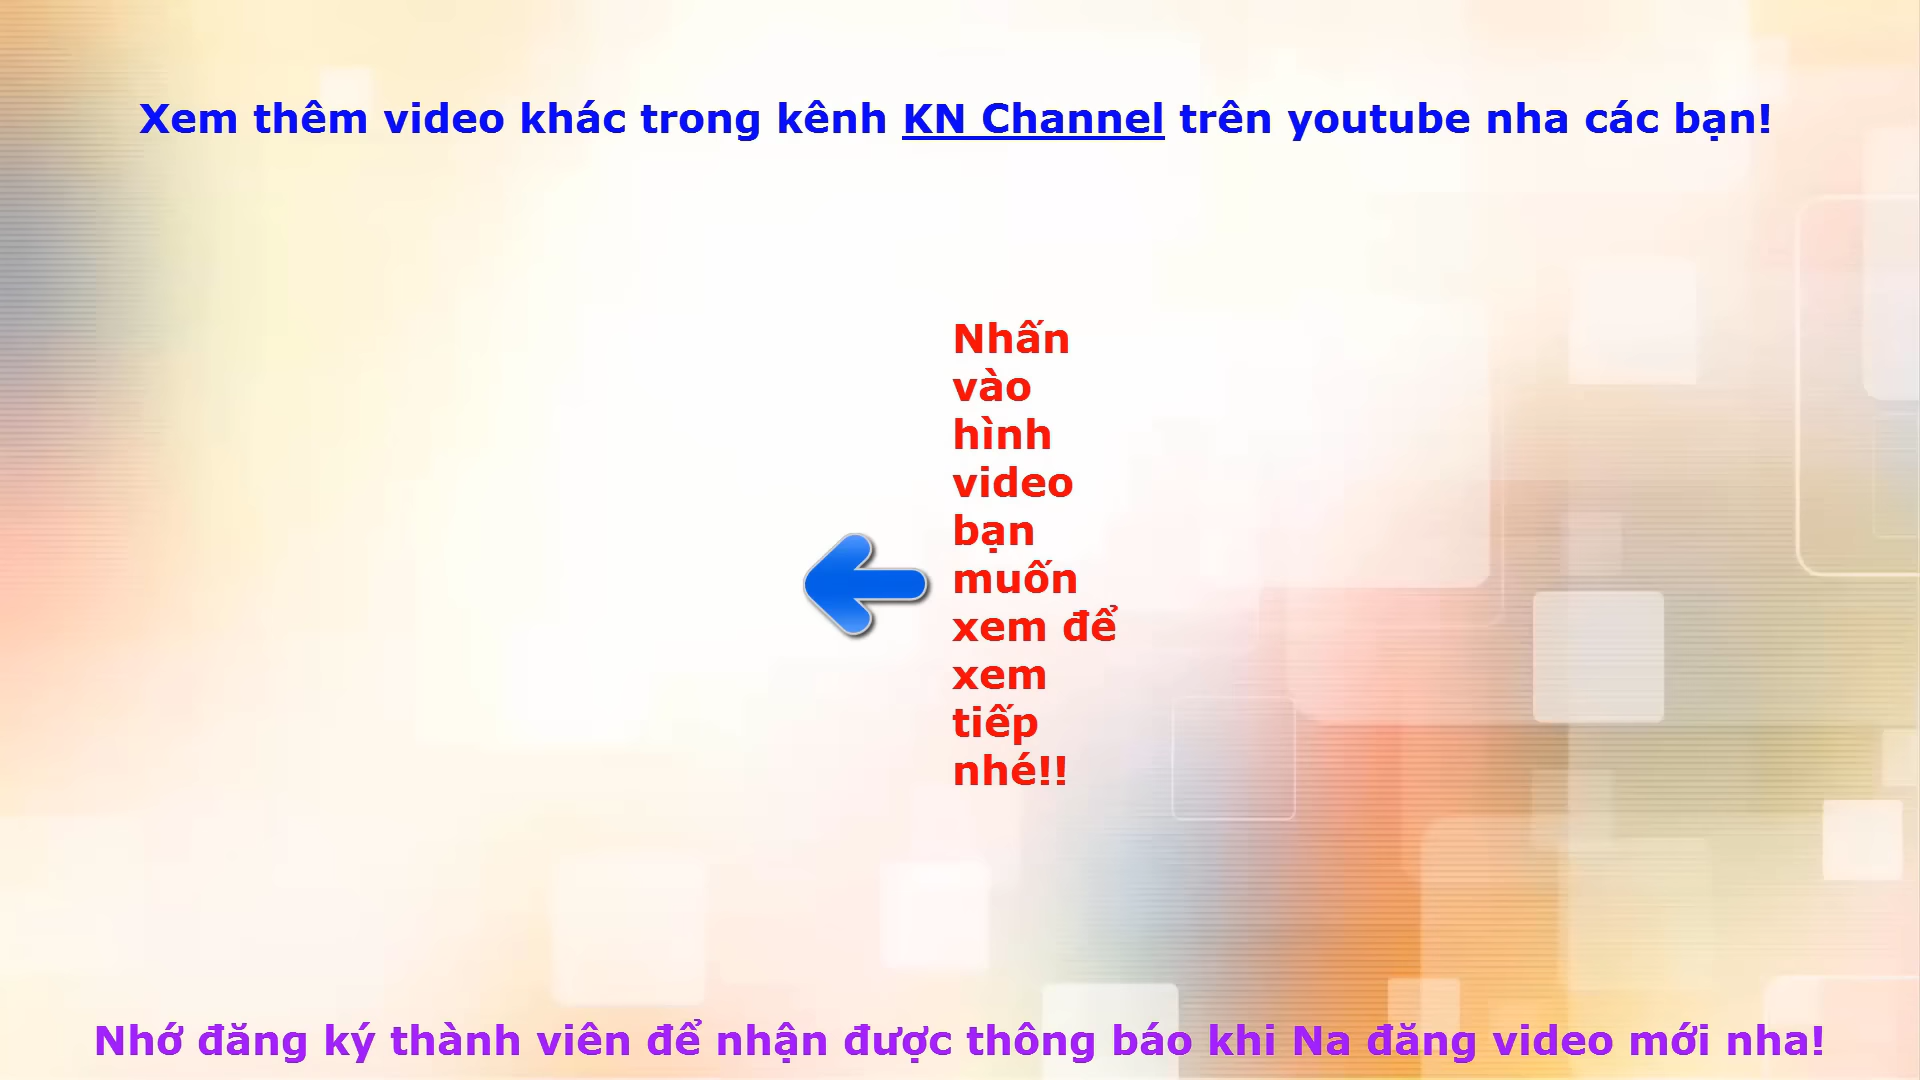 Xem thêm video khác trong kênh KN Channel trên youtube nha các bạn!
Nhấn
vào
hình
video
bạn
muốn
xem để
xem
tiếp
nhé!!
Nhớ đăng ký thành viên để nhận được thông báo khi Na đăng video mới nha!